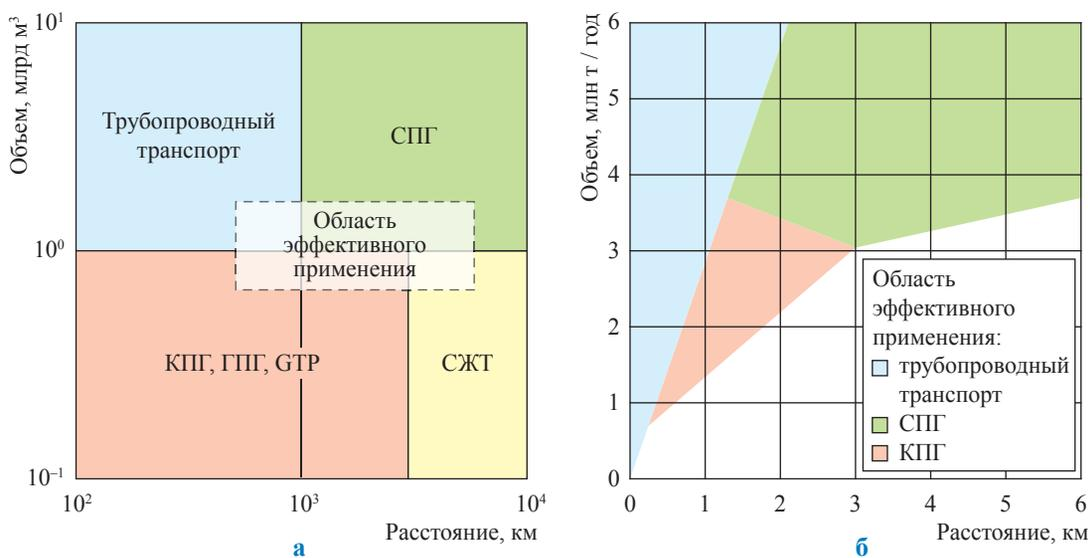 Объем, млрд м³
10¹
10⁰
10⁻¹
Трубопроводный
транспорт
СПГ
Область
эффективного
применения
КПГ, ГПГ, GTP
СЖТ
10²
10³
10⁴
Расстояние, км
а
Объем, млн т / год
6
5
4
3
2
1
0
Область
эффективного
применения:
трубопроводный
транспорт
СПГ
КПГ
0 1 2 3 4 5 6
Расстояние, км
б